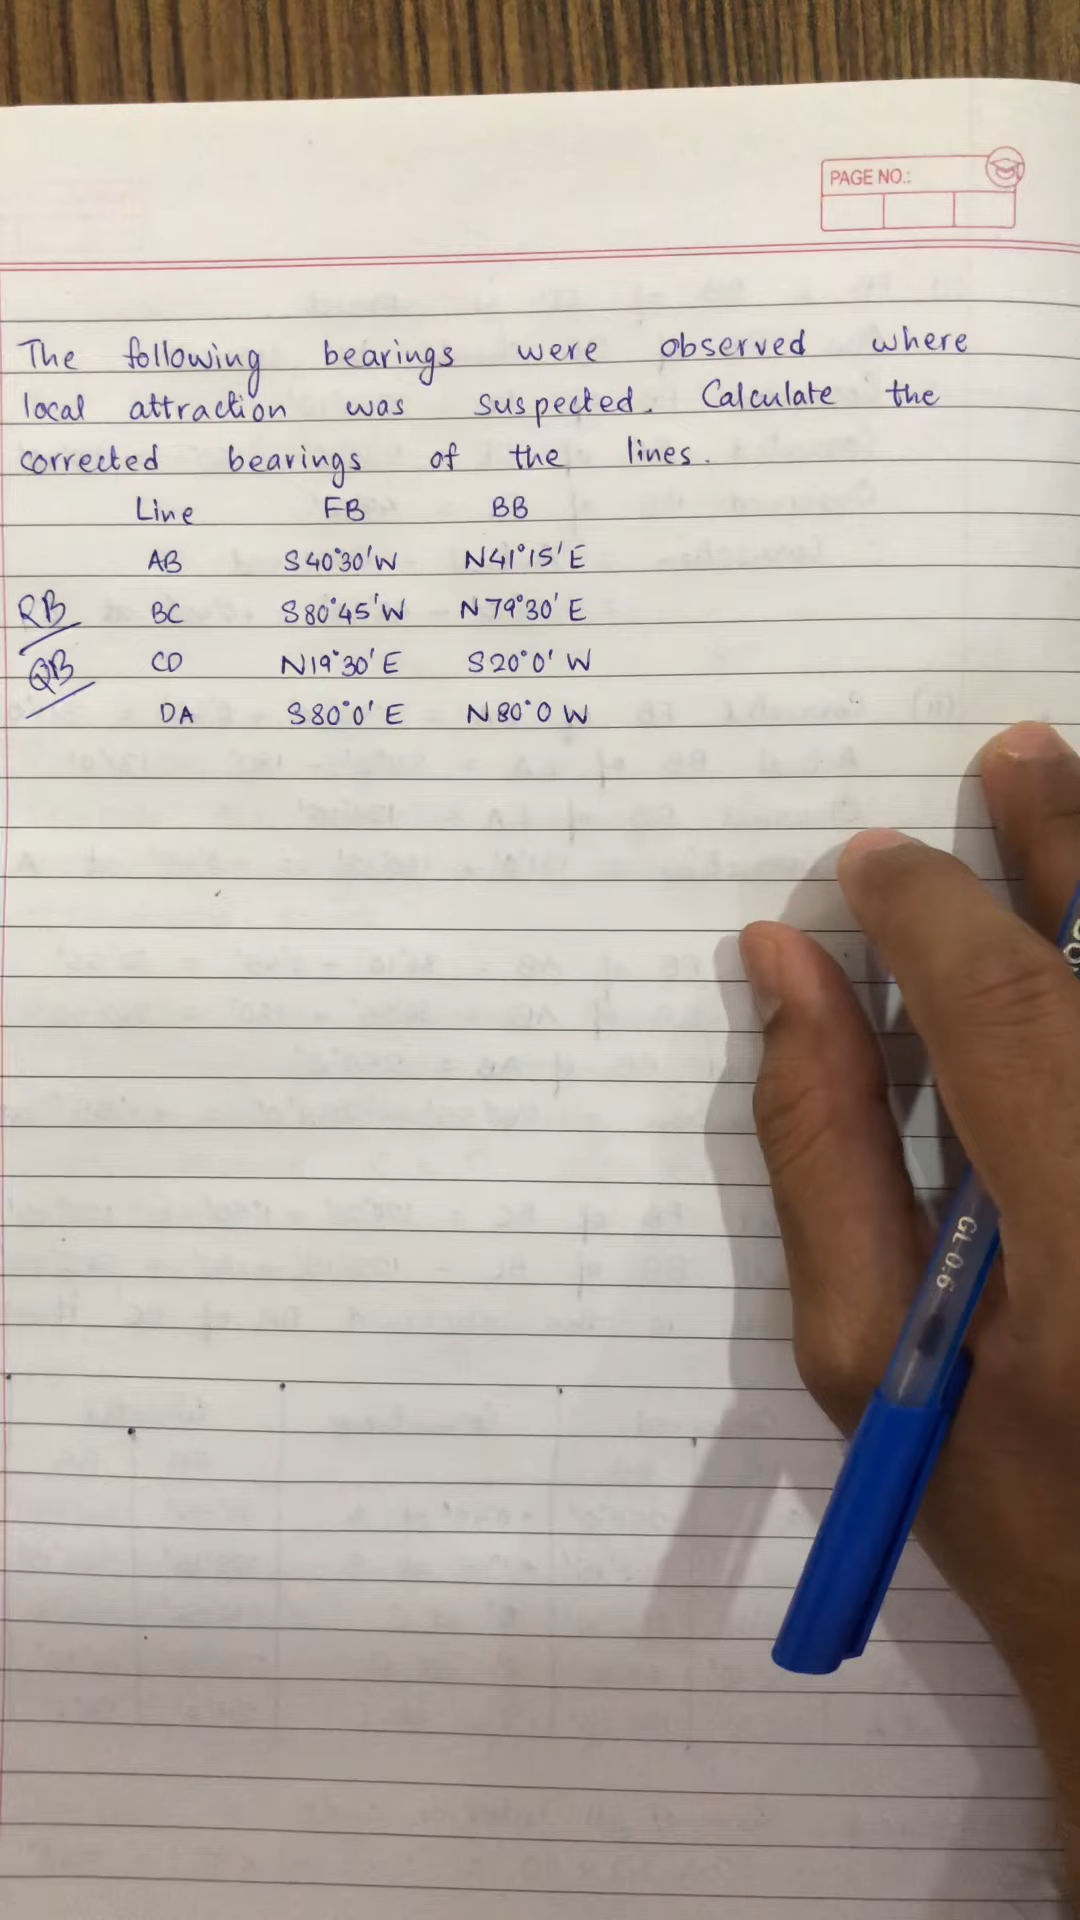 PAGE NO.:
The following bearings were observed where
local attraction was suspected. Calculate the
corrected bearings of the lines.
Line FB BB
AB S40°30'W N41°15'E
RB BC S80°45'W N79°30'E
QB CD N19°30'E S20°0'W
DA S80°0'E N80°0W
GL-0.6